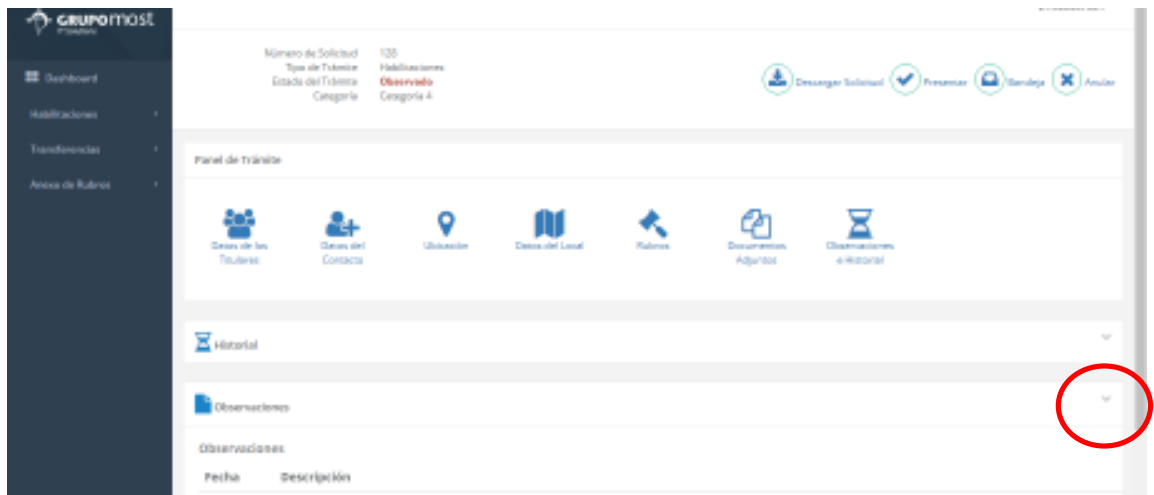 GRUPOmost
Número de Solicitud 128
Tipo de Trámite Habilitaciones
Estado del Trámite Observado
Categoría Categoría 4
Descargar Solicitud Presentar Bandeja Anular
Dashboard
Habilitaciones
Transferencias
Anexo de Rubros
Panel de Trámite
Datos de los Titulares
Datos del Contacto
Ubicación
Datos del Local
Rubros
Documentos Adjuntos
Observaciones e Historial
Historial
Observaciones
Observaciones
Fecha Descripción